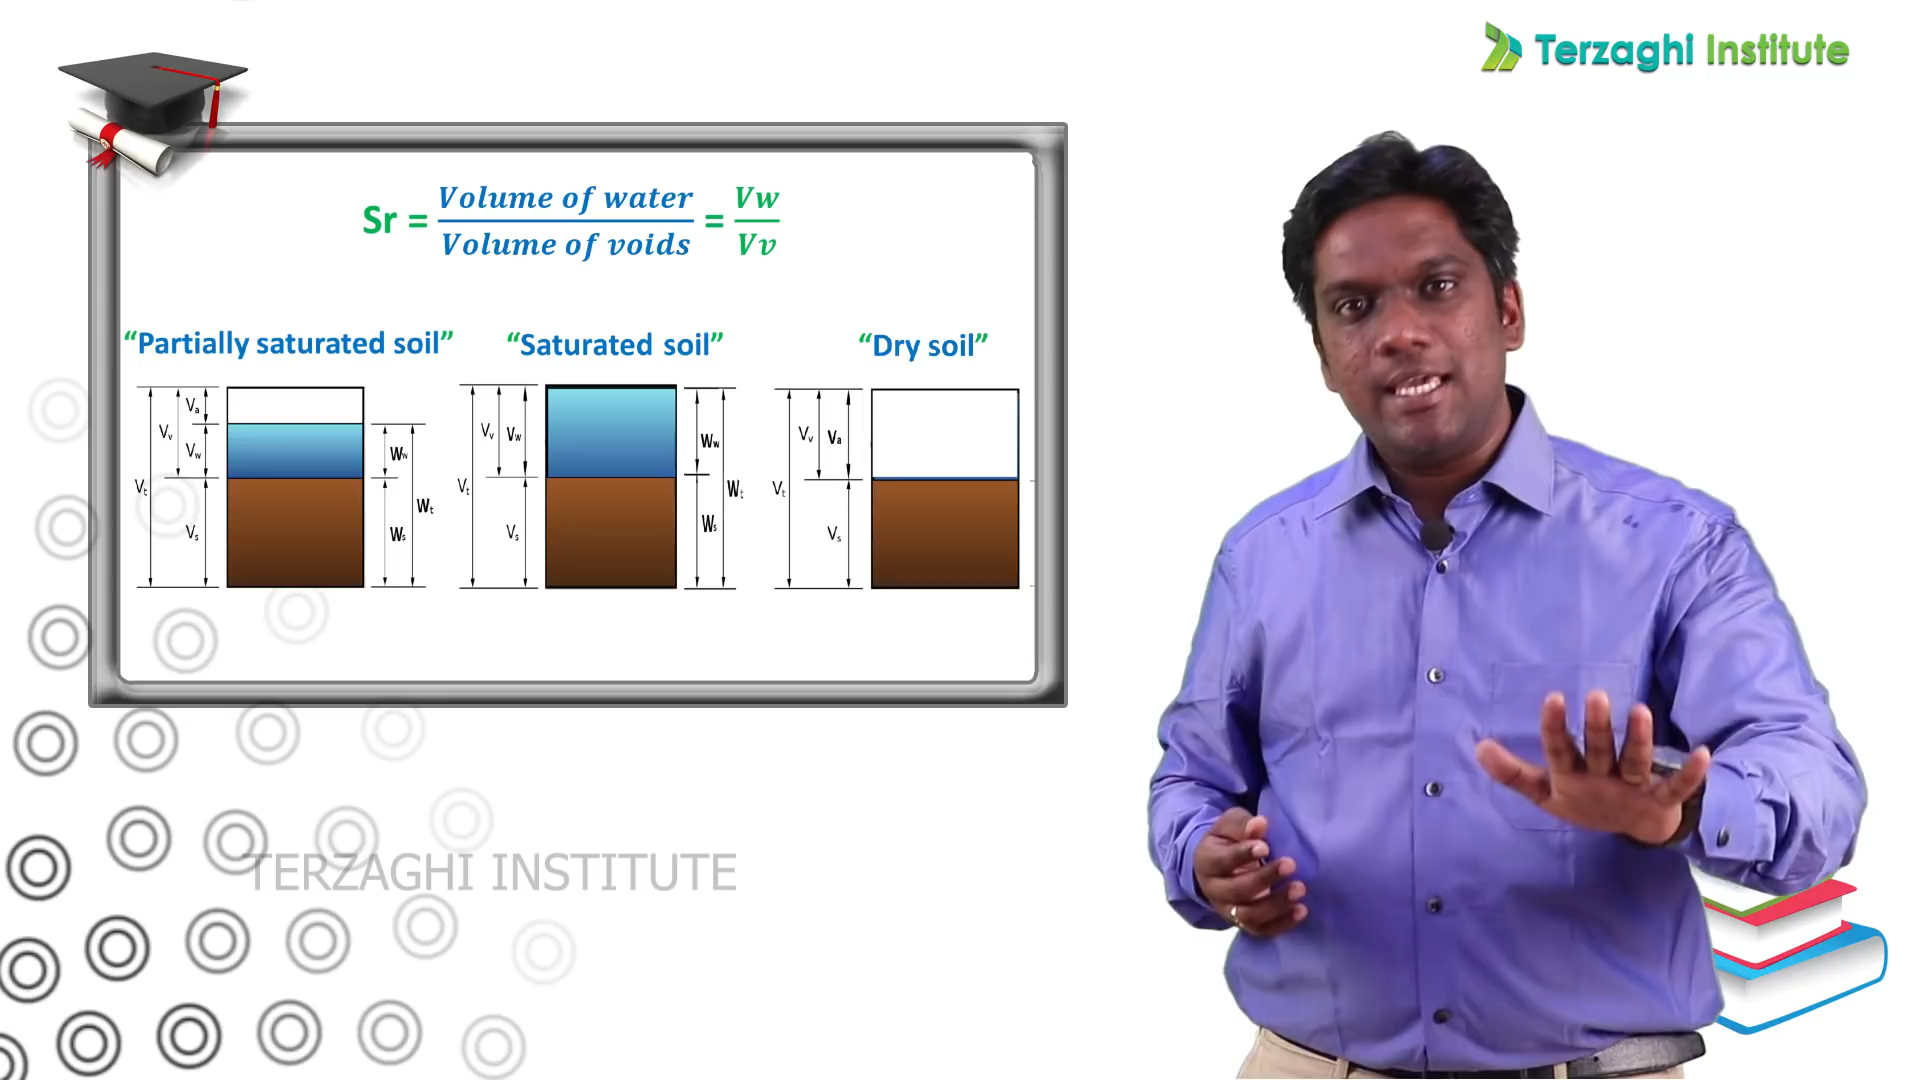 Terzaghi Institute
Sr = Volume of water / Volume of voids = Vw / Vv
“Partially saturated soil” “Saturated soil” “Dry soil”
Va
Vv
Vw
Vt
Vs
Ww
Wt
Ws
Vv Vw
Vt
Vs
Ww
Wt
Ws
Vv Va
Vt
Vs
TERZAGHI INSTITUTE